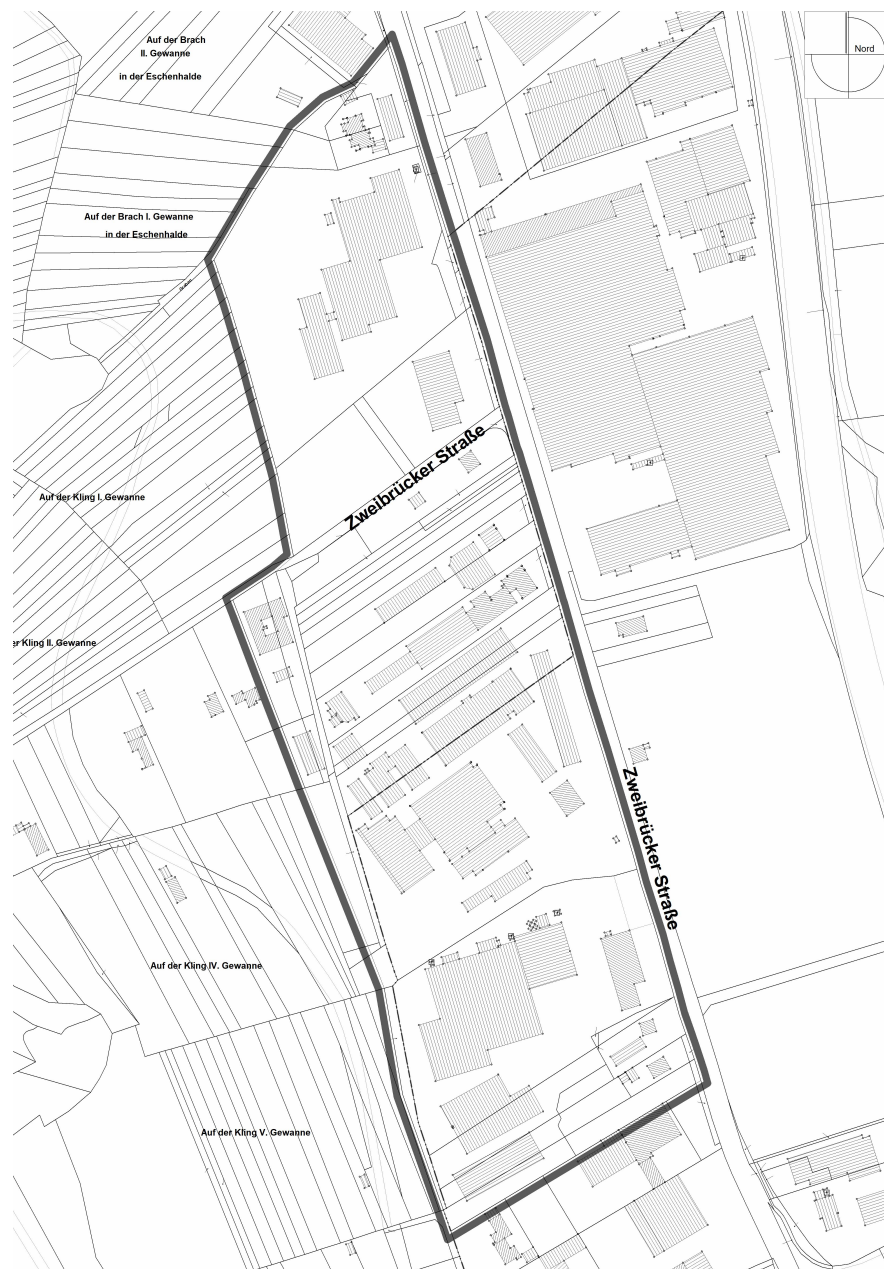 Auf der Brach
II. Gewanne
in der Eschenhalde
Nord
Auf der Brach I. Gewanne
in der Eschenhalde
Graben
Zweibrücker Straße
Auf der Kling I. Gewanne
er Kling II. Gewanne
Zweibrücker Straße
Auf der Kling IV. Gewanne
Auf der Kling V. Gewanne